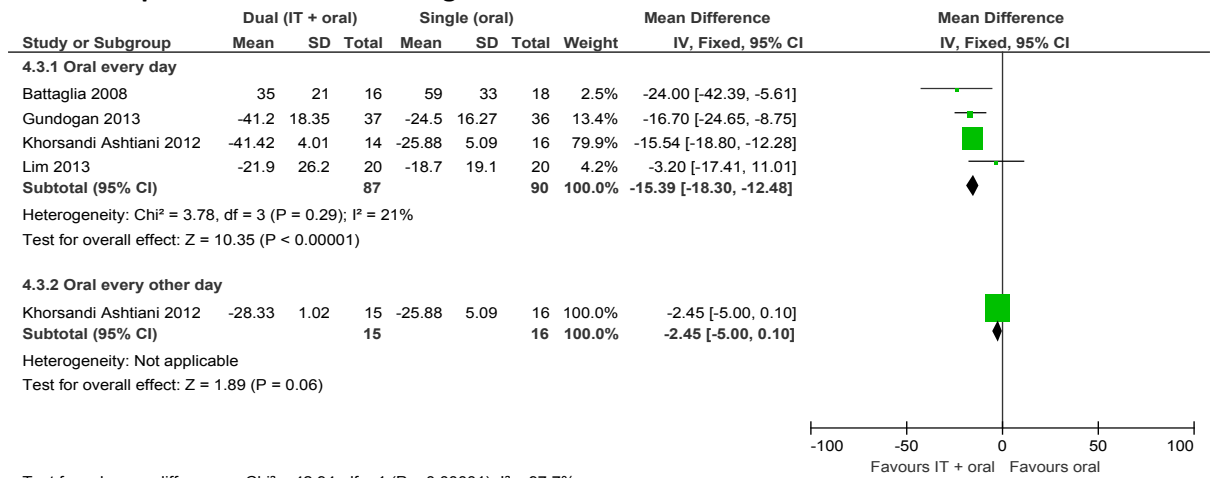 Dual (IT + oral) Single (oral) Mean Difference Mean Difference
Study or Subgroup Mean SD Total Mean SD Total Weight IV, Fixed, 95% CI IV, Fixed, 95% CI
4.3.1 Oral every day
Battaglia 2008 35 21 16 59 33 18 2.5% -24.00 [-42.39, -5.61]
Gundogan 2013 -41.2 18.35 37 -24.5 16.27 36 13.4% -16.70 [-24.65, -8.75]
Khorsandi Ashtiani 2012 -41.42 4.01 14 -25.88 5.09 16 79.9% -15.54 [-18.80, -12.28]
Lim 2013 -21.9 26.2 20 -18.7 19.1 20 4.2% -3.20 [-17.41, 11.01]
Subtotal (95% CI) 87 90 100.0% -15.39 [-18.30, -12.48]
Heterogeneity: Chi² = 3.78, df = 3 (P = 0.29); I² = 21%
Test for overall effect: Z = 10.35 (P < 0.00001)
4.3.2 Oral every other day
Khorsandi Ashtiani 2012 -28.33 1.02 15 -25.88 5.09 16 100.0% -2.45 [-5.00, 0.10]
Subtotal (95% CI) 15 16 100.0% -2.45 [-5.00, 0.10]
Heterogeneity: Not applicable
Test for overall effect: Z = 1.89 (P = 0.06)
-100 -50 0 50 100
Favours IT + oral Favours oral